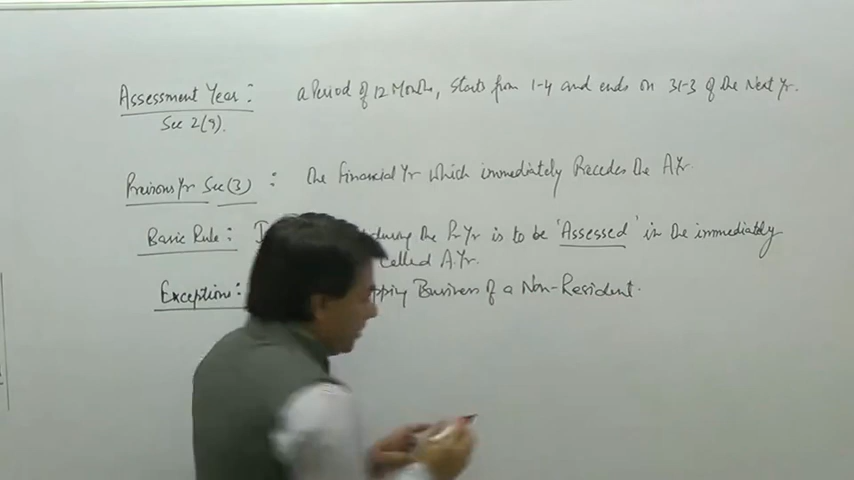 Assessment Year : a Period of 12 Months, Starts from 1-4 and ends on 31-3 of the Next Yr.
Sec 2(9).
Previous Yr Sec (3) : the Financial Yr which immediately Precedes the A.Yr.
Basic Rule : during the P.Yr is to be 'Assessed' in the immediately
called A.Yr.
Exceptions : Business of a Non-Resident.